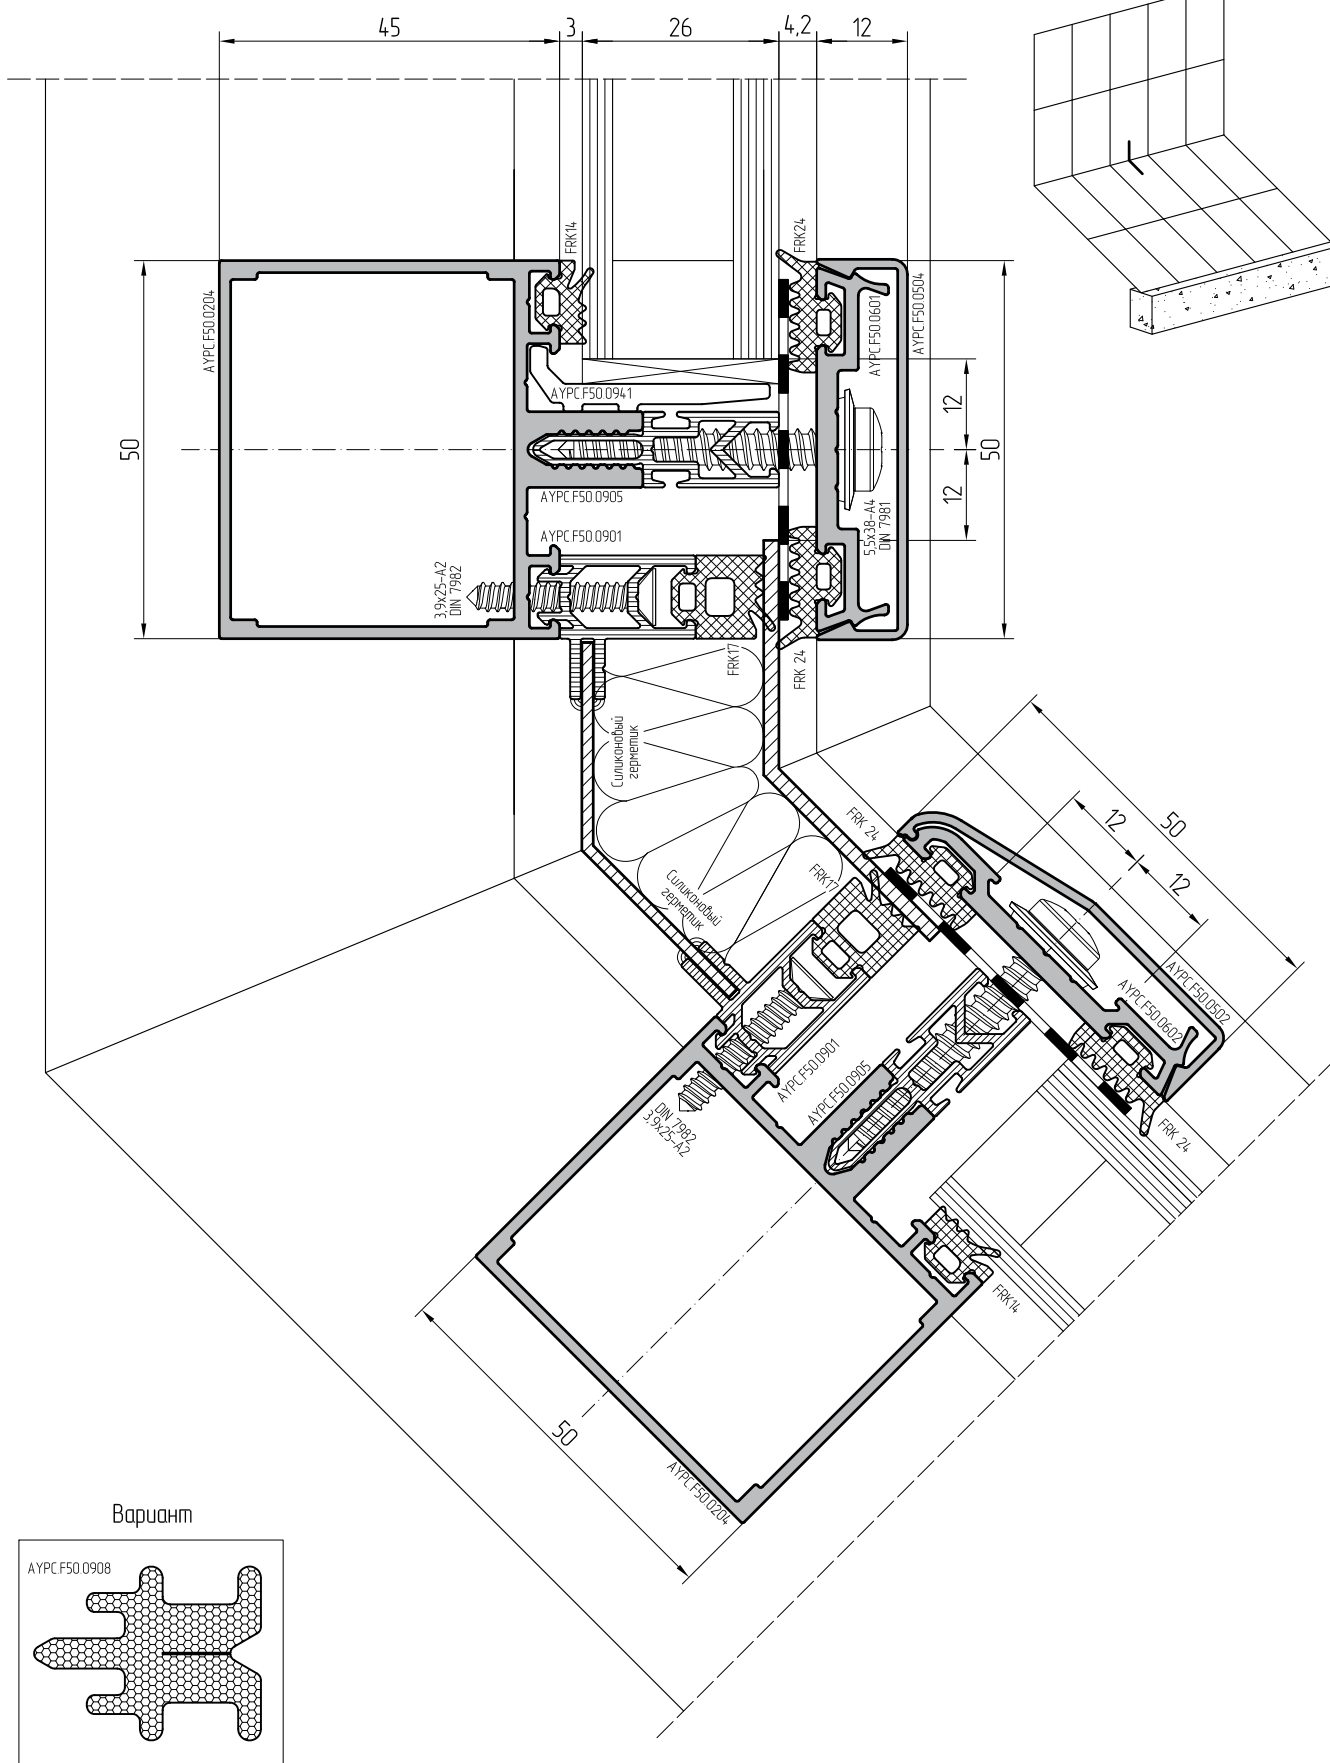 45
3
26
4,2
12
FRK14
FRK24
AYPC.F50.0204
AYPC.F50.0601
AYPC.F50.0504
AYPC.F50.0941
50
12
12
50
AYPC.F50.0905
5,5x38-A4
DIN 7981
AYPC.F50.0901
3,9x25-A2
DIN 7982
FRK17
FRK 24
Силиконовый
герметик
FRK 24
12
50
12
FRK17
Силиконовый
герметик
AYPC.F50.0502
AYPC.F50.0602
AYPC.F50.0901
AYPC.F50.0905
DIN 7982
3,9x25-A2
FRK 24
FRK14
50
AYPC.F50.0204
Вариант
AYPC.F50.0908